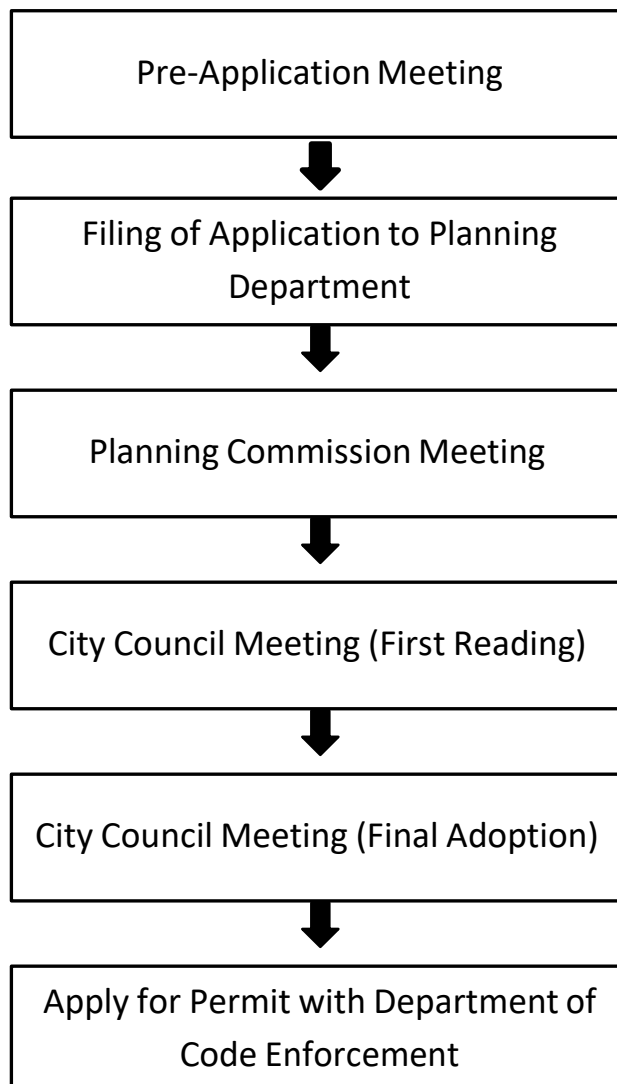 Pre-Application Meeting
Filing of Application to Planning
Department
Planning Commission Meeting
City Council Meeting (First Reading)
City Council Meeting (Final Adoption)
Apply for Permit with Department of
Code Enforcement